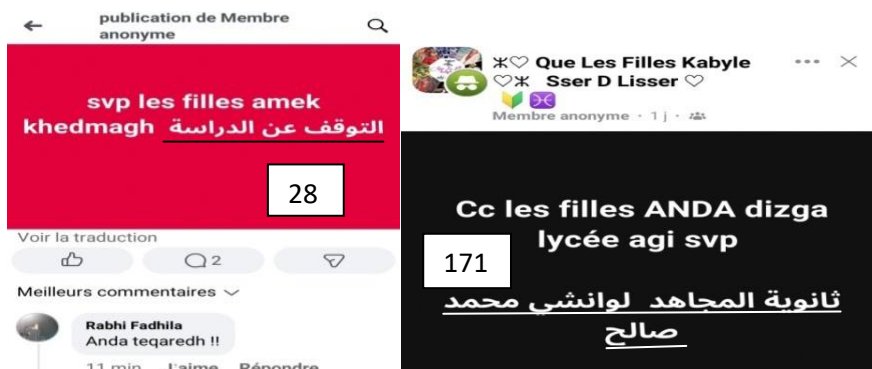 publication de Membre
anonyme
svp les filles amek
التوقف عن الدراسة khedmagh
28
Voir la traduction
2
Meilleurs commentaires
Rabhi Fadhila
Anda teqaredh !!
11 min J'aime Répondre
ⵣ♡ Que Les Filles Kabyle
♡ⵣ Sser D Lisser ♡
🔰♓
Membre anonyme · 1 j ·
Cc les filles ANDA dizga
lycée agi svp
171
ثانوية المجاهد لوانشي محمد
صالح